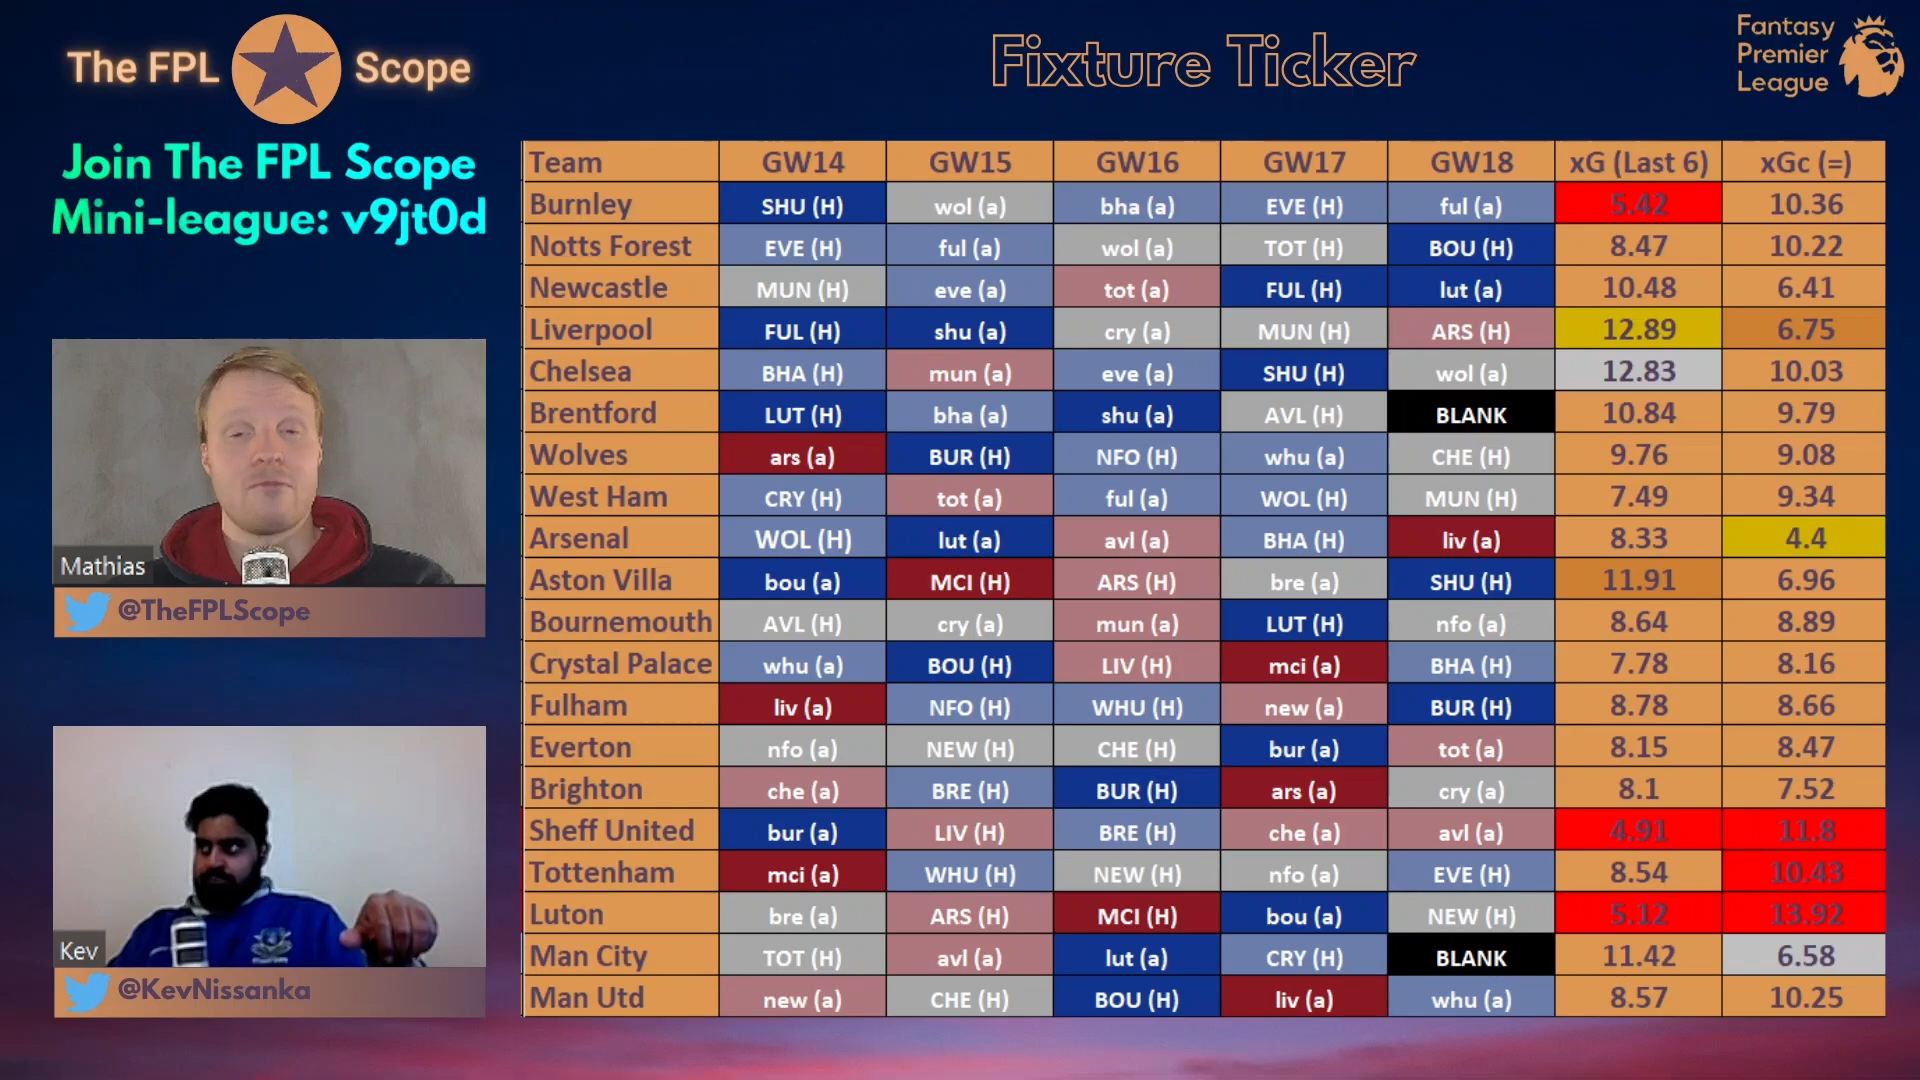 The FPL Scope
Fixture Ticker
Fantasy
Premier
League
Join The FPL Scope
Mini-league: v9jt0d
Team GW14 GW15 GW16 GW17 GW18 xG (Last 6) xGc (=)
Burnley SHU (H) wol (a) bha (a) EVE (H) ful (a) 5.42 10.36
Notts Forest EVE (H) ful (a) wol (a) TOT (H) BOU (H) 8.47 10.22
Newcastle MUN (H) eve (a) tot (a) FUL (H) lut (a) 10.48 6.41
Liverpool FUL (H) shu (a) cry (a) MUN (H) ARS (H) 12.89 6.75
Chelsea BHA (H) mun (a) eve (a) SHU (H) wol (a) 12.83 10.03
Brentford LUT (H) bha (a) shu (a) AVL (H) BLANK 10.84 9.79
Wolves ars (a) BUR (H) NFO (H) whu (a) CHE (H) 9.76 9.08
West Ham CRY (H) tot (a) ful (a) WOL (H) MUN (H) 7.49 9.34
Arsenal WOL (H) lut (a) avl (a) BHA (H) liv (a) 8.33 4.4
Aston Villa bou (a) MCI (H) ARS (H) bre (a) SHU (H) 11.91 6.96
Bournemouth AVL (H) cry (a) mun (a) LUT (H) nfo (a) 8.64 8.89
Crystal Palace whu (a) BOU (H) LIV (H) mci (a) BHA (H) 7.78 8.16
Fulham liv (a) NFO (H) WHU (H) new (a) BUR (H) 8.78 8.66
Everton nfo (a) NEW (H) CHE (H) bur (a) tot (a) 8.15 8.47
Brighton che (a) BRE (H) BUR (H) ars (a) cry (a) 8.1 7.52
Sheff United bur (a) LIV (H) BRE (H) che (a) avl (a) 4.91 11.8
Tottenham mci (a) WHU (H) NEW (H) nfo (a) EVE (H) 8.54 10.43
Luton bre (a) ARS (H) MCI (H) bou (a) NEW (H) 5.12 13.92
Man City TOT (H) avl (a) lut (a) CRY (H) BLANK 11.42 6.58
Man Utd new (a) CHE (H) BOU (H) liv (a) whu (a) 8.57 10.25
Mathias
@TheFPLScope
Kev
@KevNissanka